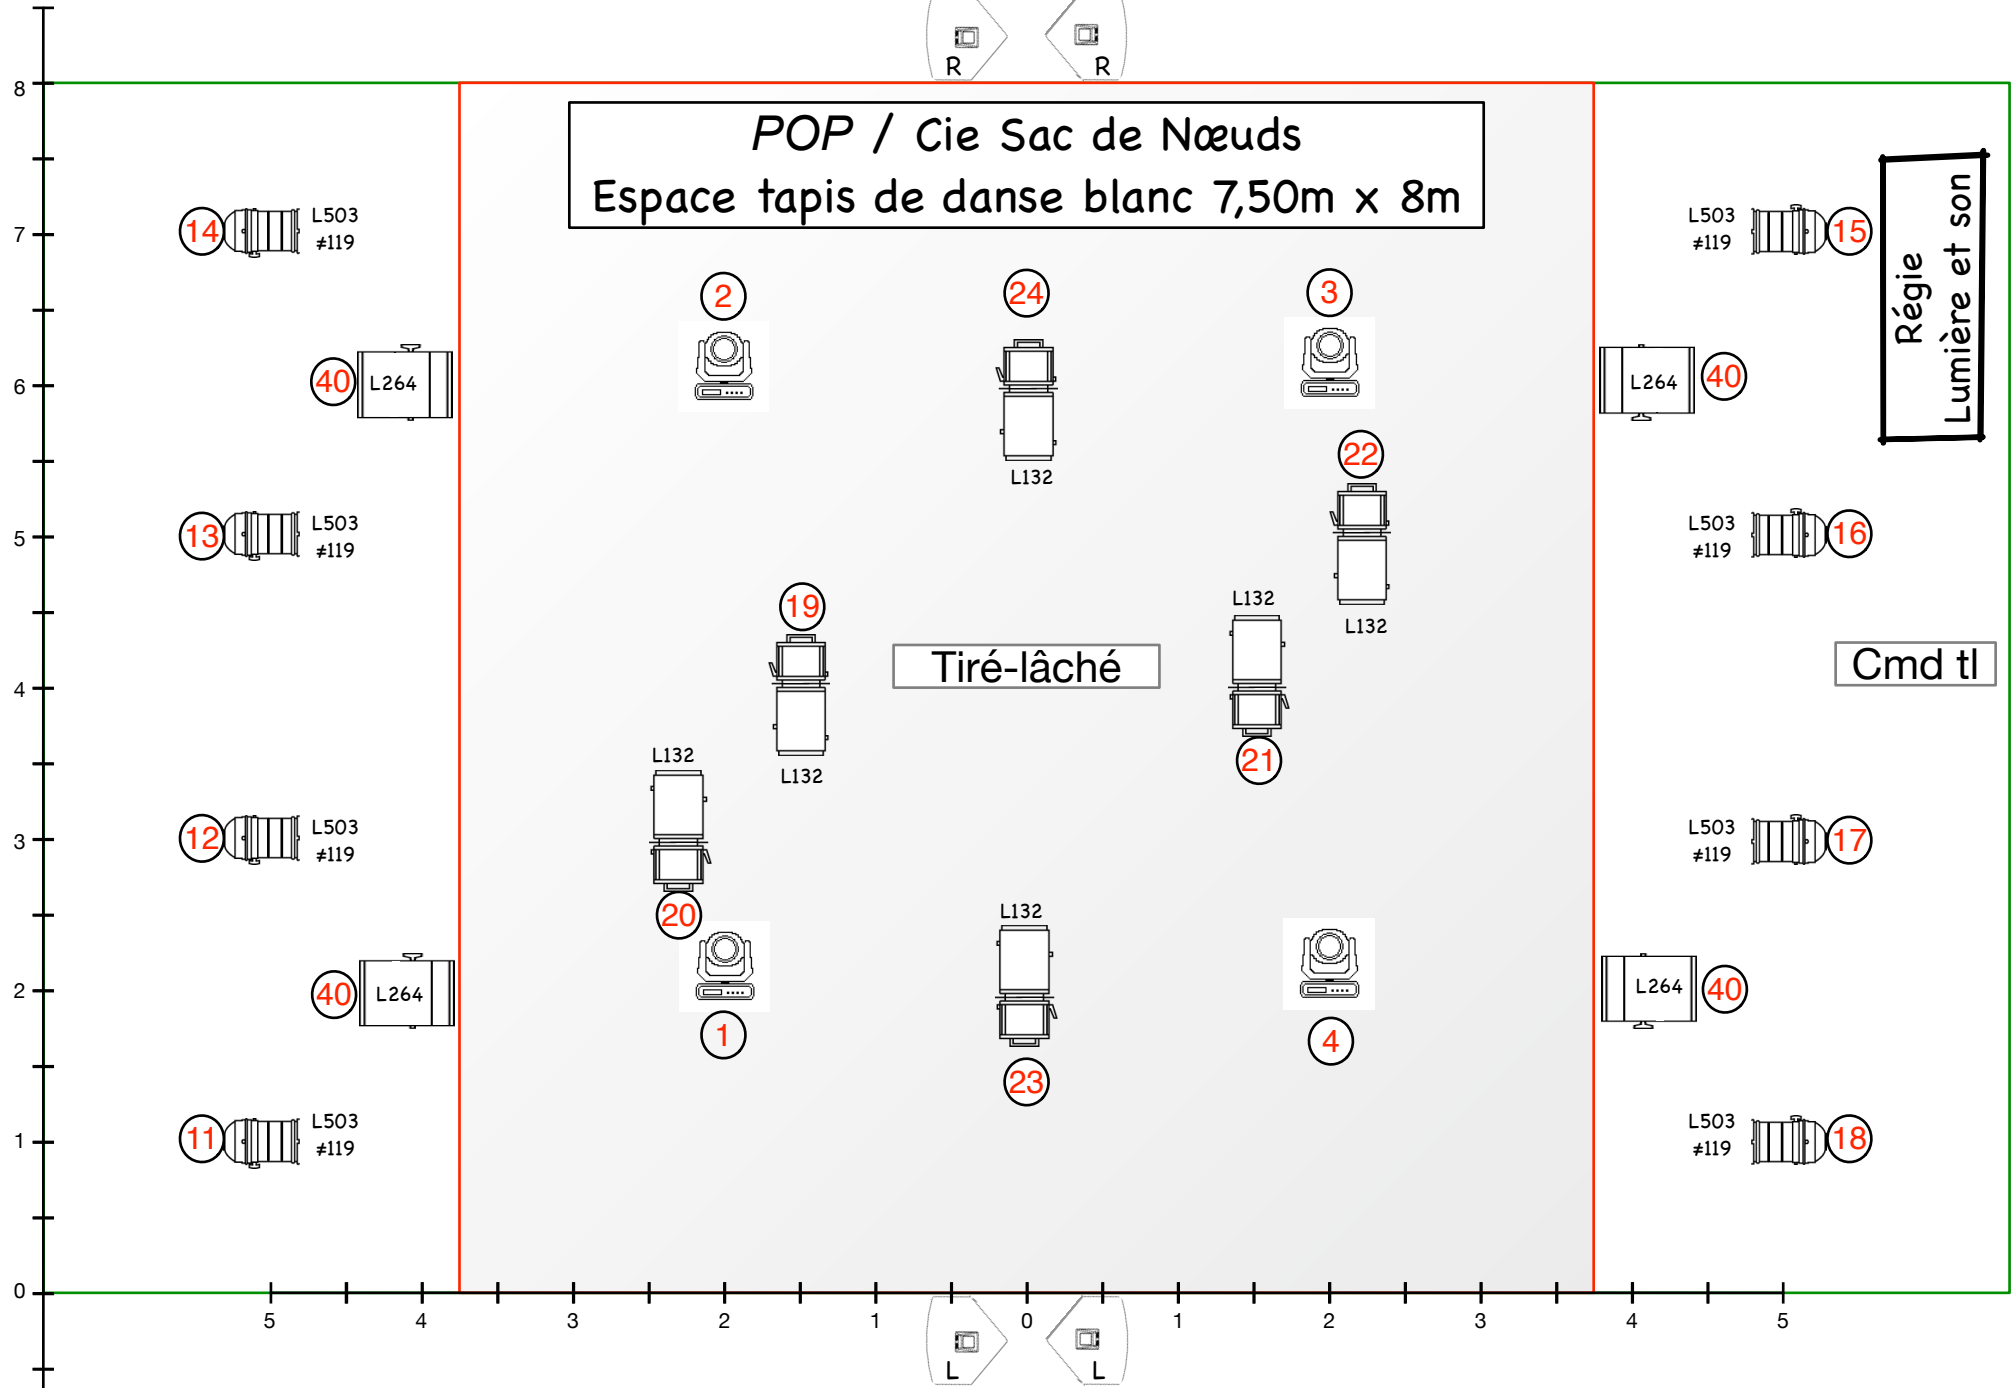 R R
8
POP / Cie Sac de Nœuds
Espace tapis de danse blanc 7,50m x 8m
Régie
Lumière et son
7
14 L503
≠119
L503 15
≠119
2 24 3
6
40 L264
L264 40
L132
22
5
13 L503
≠119
L503 16
≠119
L132
19
L132
Tiré-lâché
Cmd tl
4
21
L132
L132
3
12 L503
≠119
L503 17
≠119
20
L132
2
40 L264
L264 40
1 4
23
1
11 L503
≠119
L503 18
≠119
0
5 4 3 2 1 0 1 2 3 4 5
L L